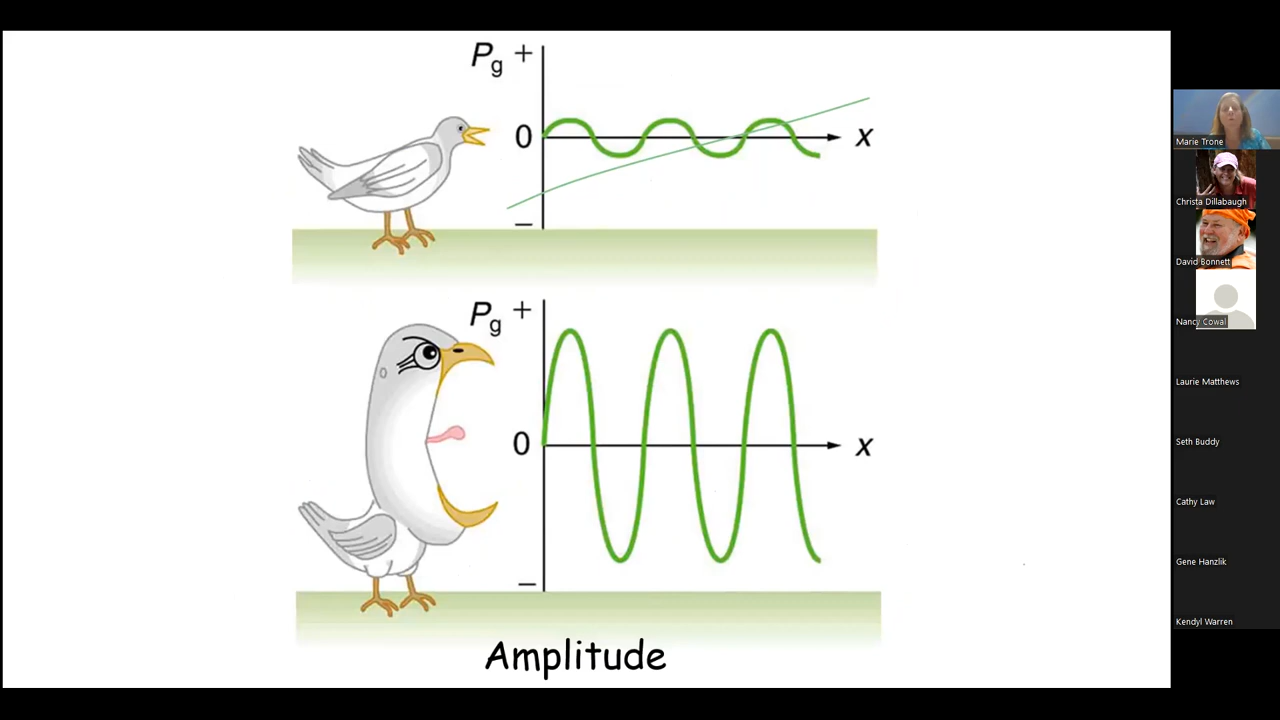 Pg +
0
x
−
Pg +
0
x
−
Amplitude
Marie Trone
Christa Dillabaugh
David Bonnett
Nancy Cowal
Laurie Matthews
Seth Buddy
Cathy Law
Gene Hanzlik
Kendyl Warren